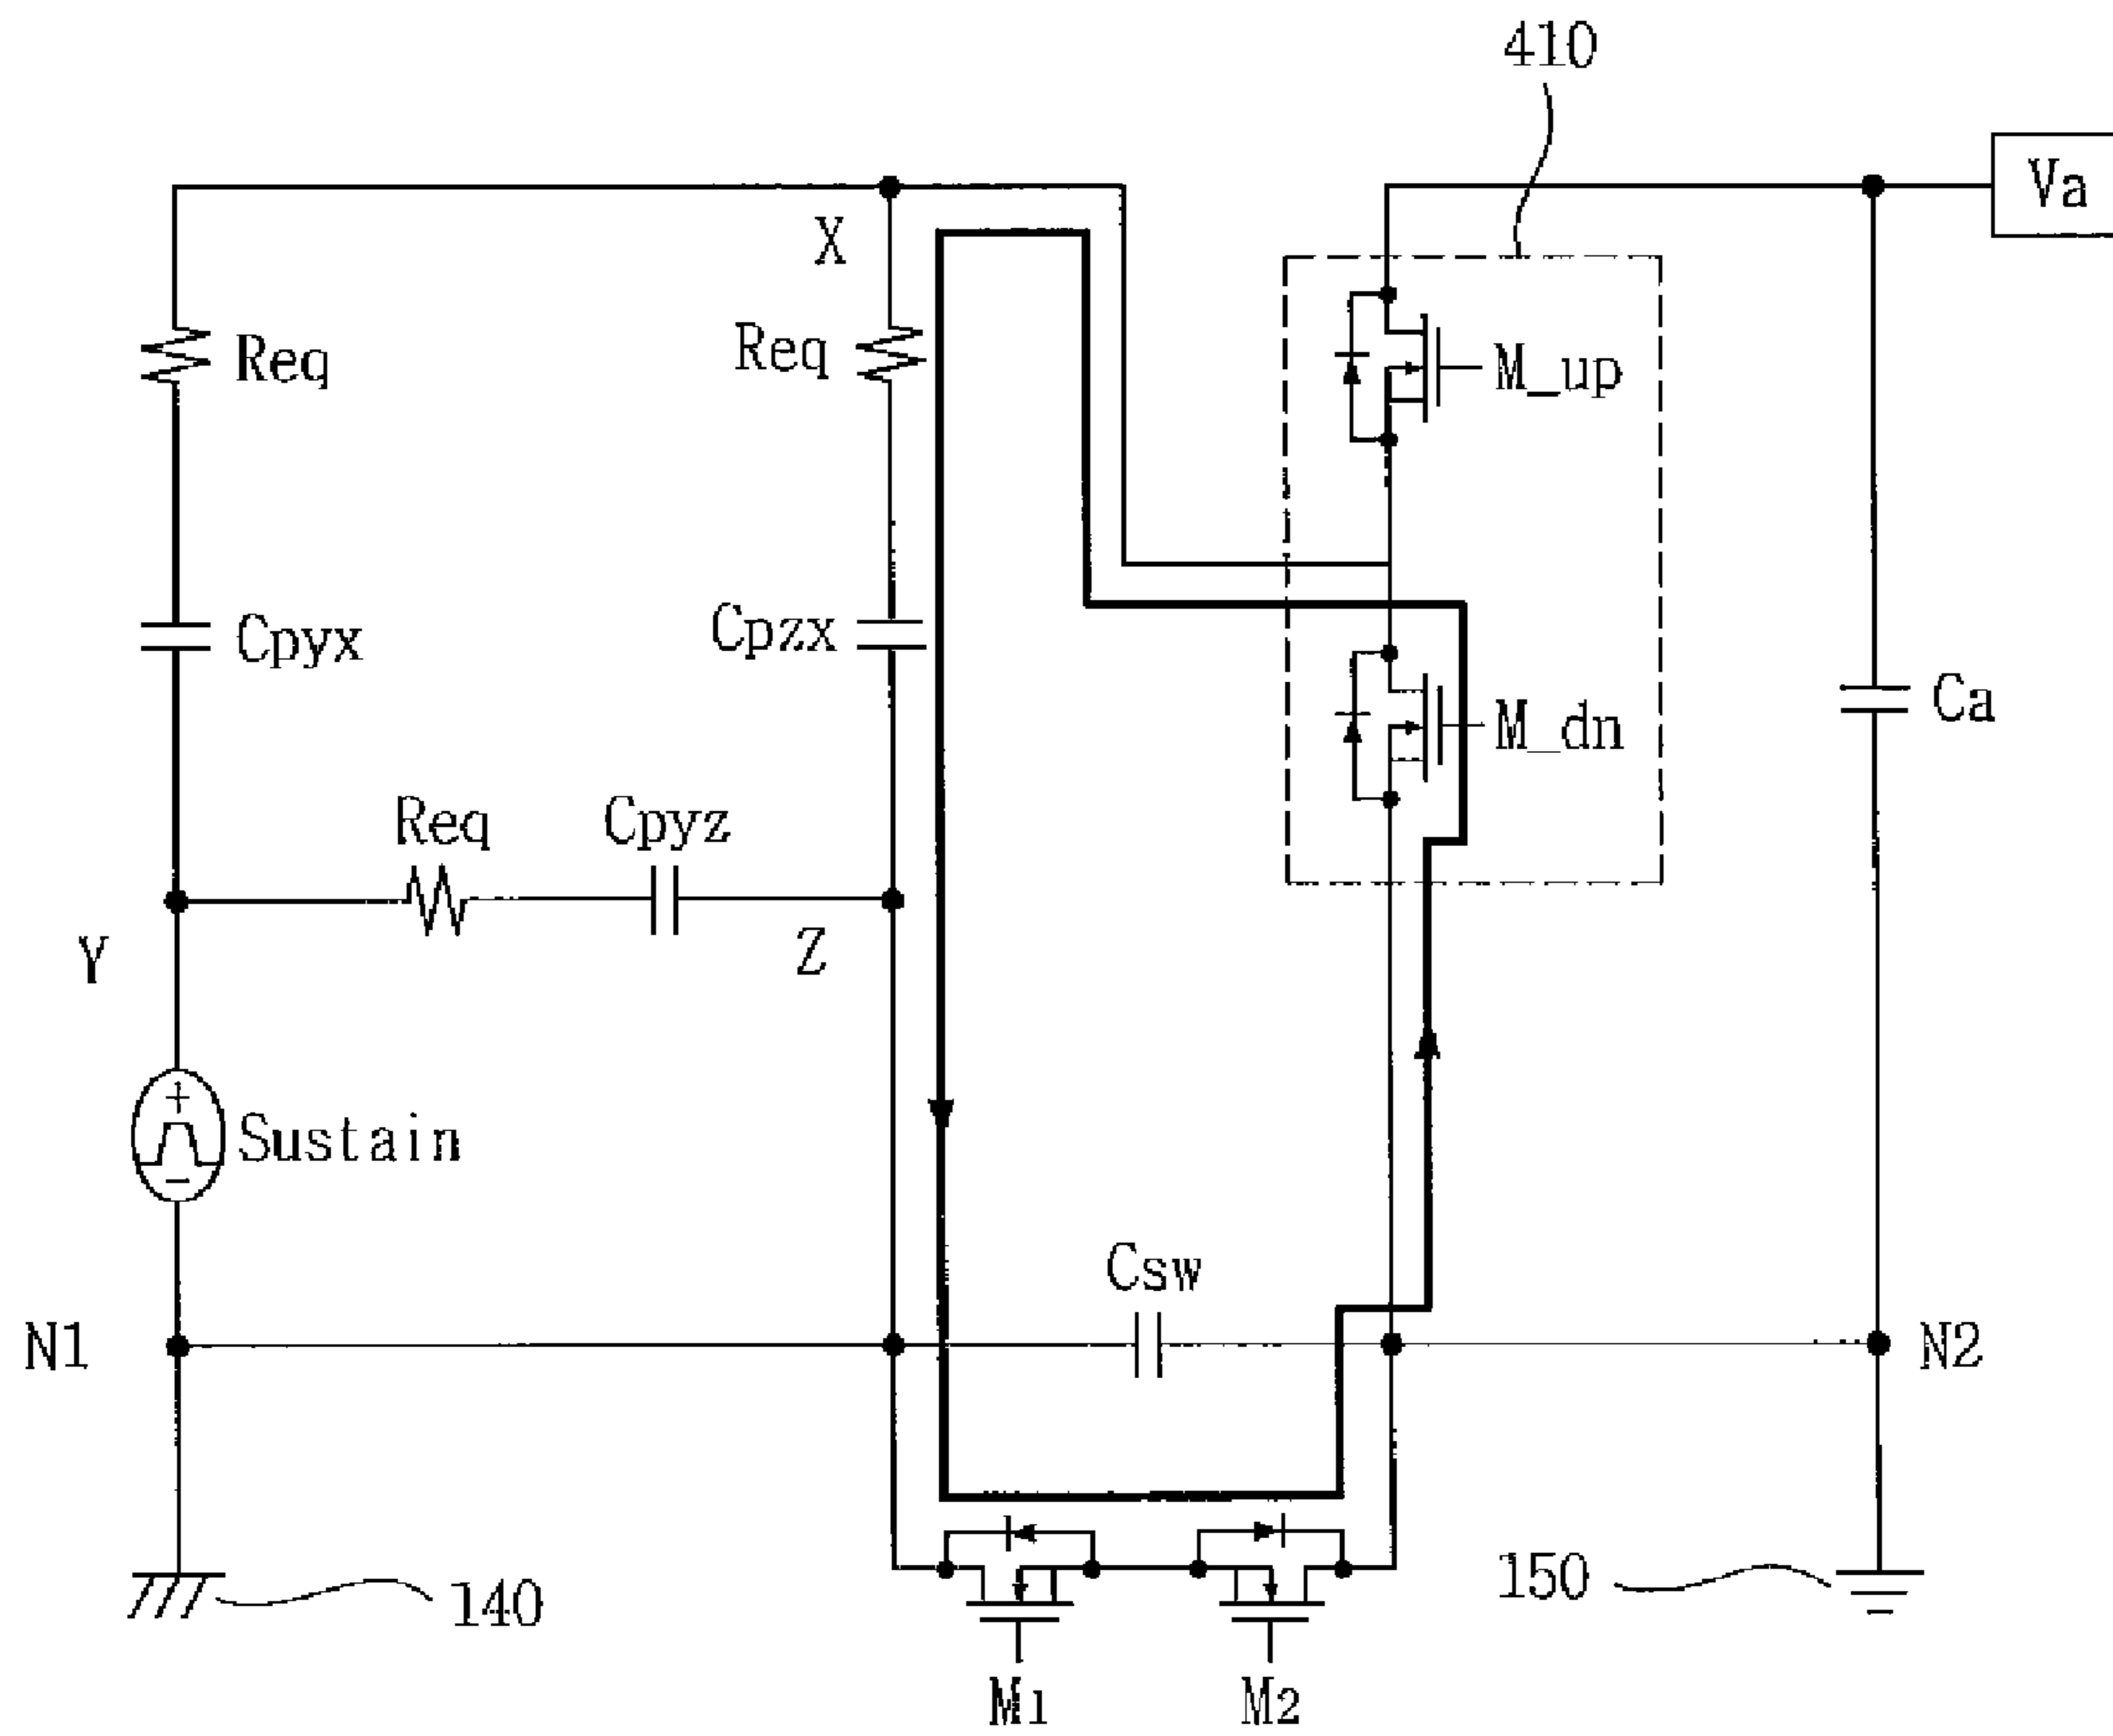 410
Va
X
Req
Req
M_up
Cpyx
Cpzx
M_dn
Ca
Req
Cpyz
Y
Z
+
Sustain
−
Csw
N1
N2
140
150
M1
M2